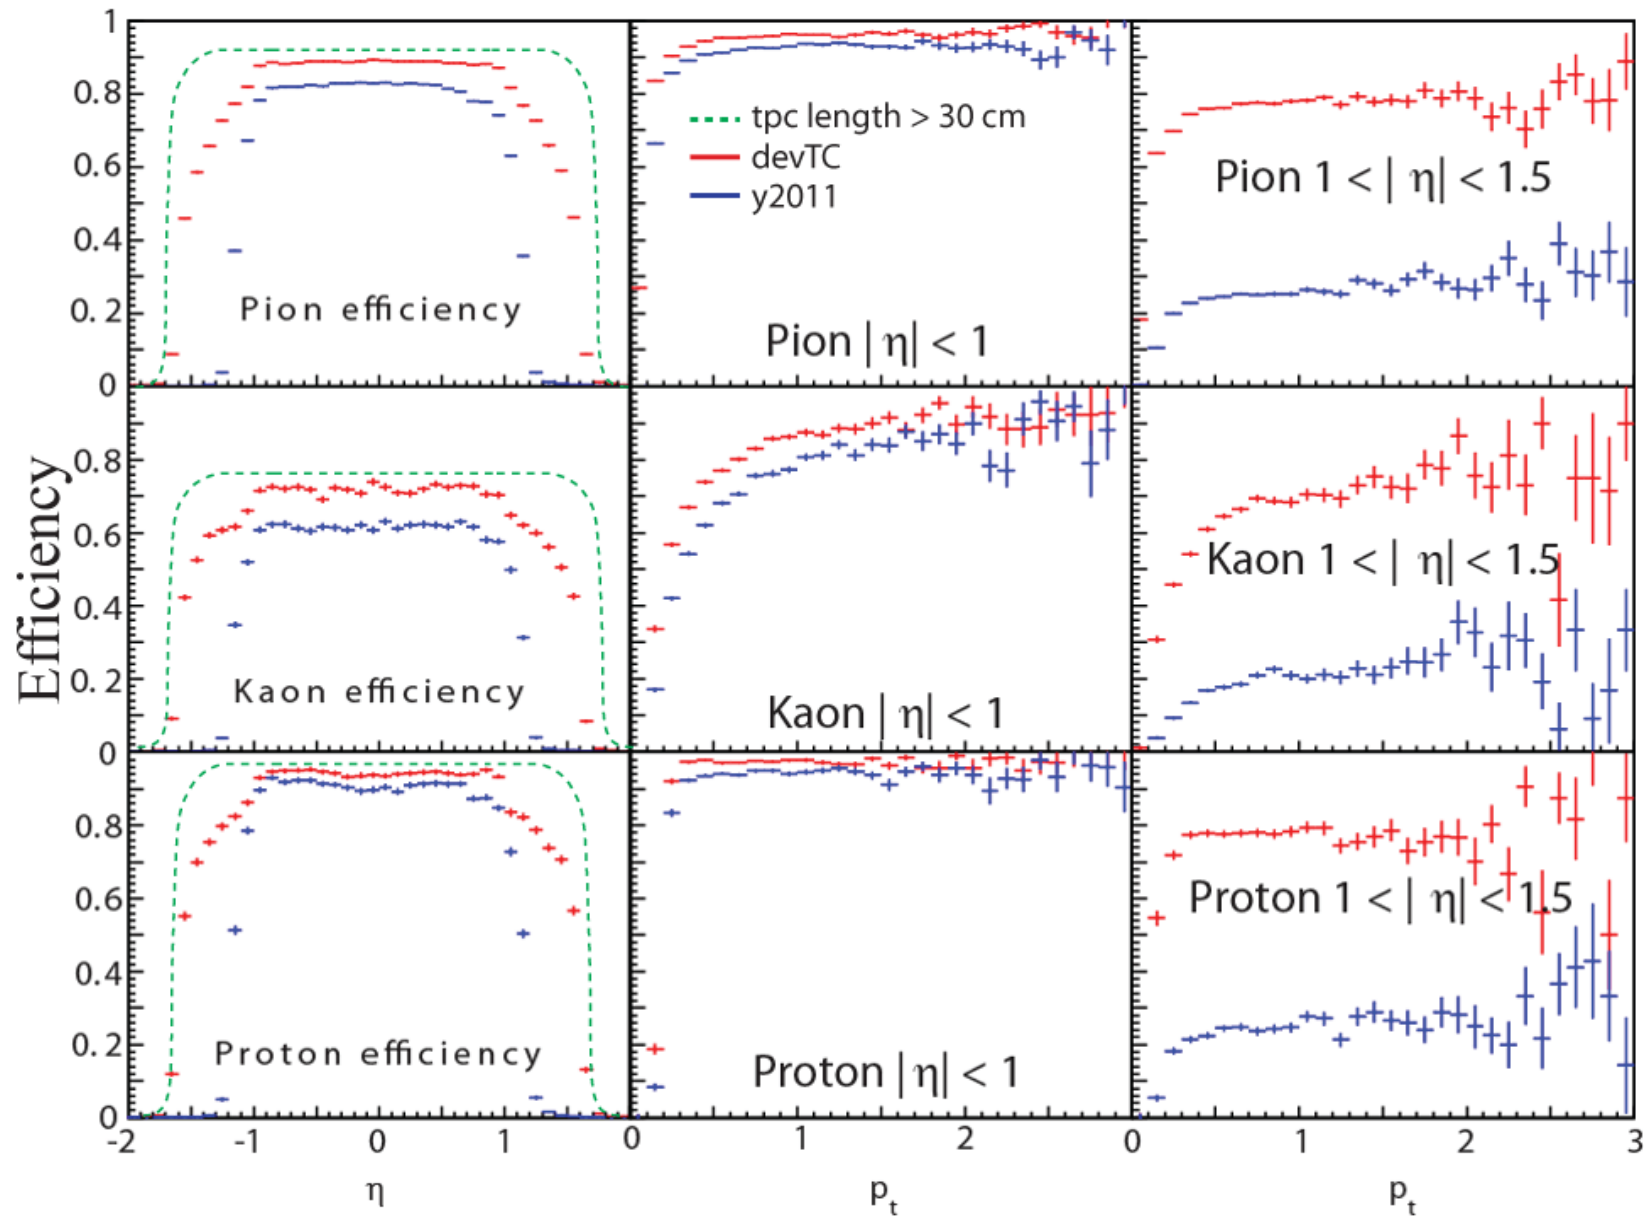 Efficiency
1
0.8
0.6
0.4
0.2
0
Pion efficiency
tpc length > 30 cm
devTC
y2011
Pion | η| < 1
Pion 1 < | η| < 1.5
0.8
0.6
0.4
0.2
0
Kaon efficiency
Kaon | η| < 1
Kaon 1 < | η| < 1.5
0.8
0.6
0.4
0.2
0
Proton efficiency
Proton | η| < 1
Proton 1 < | η| < 1.5
-2 -1 0 1 0 1 2 0 1 2 3
η pt pt